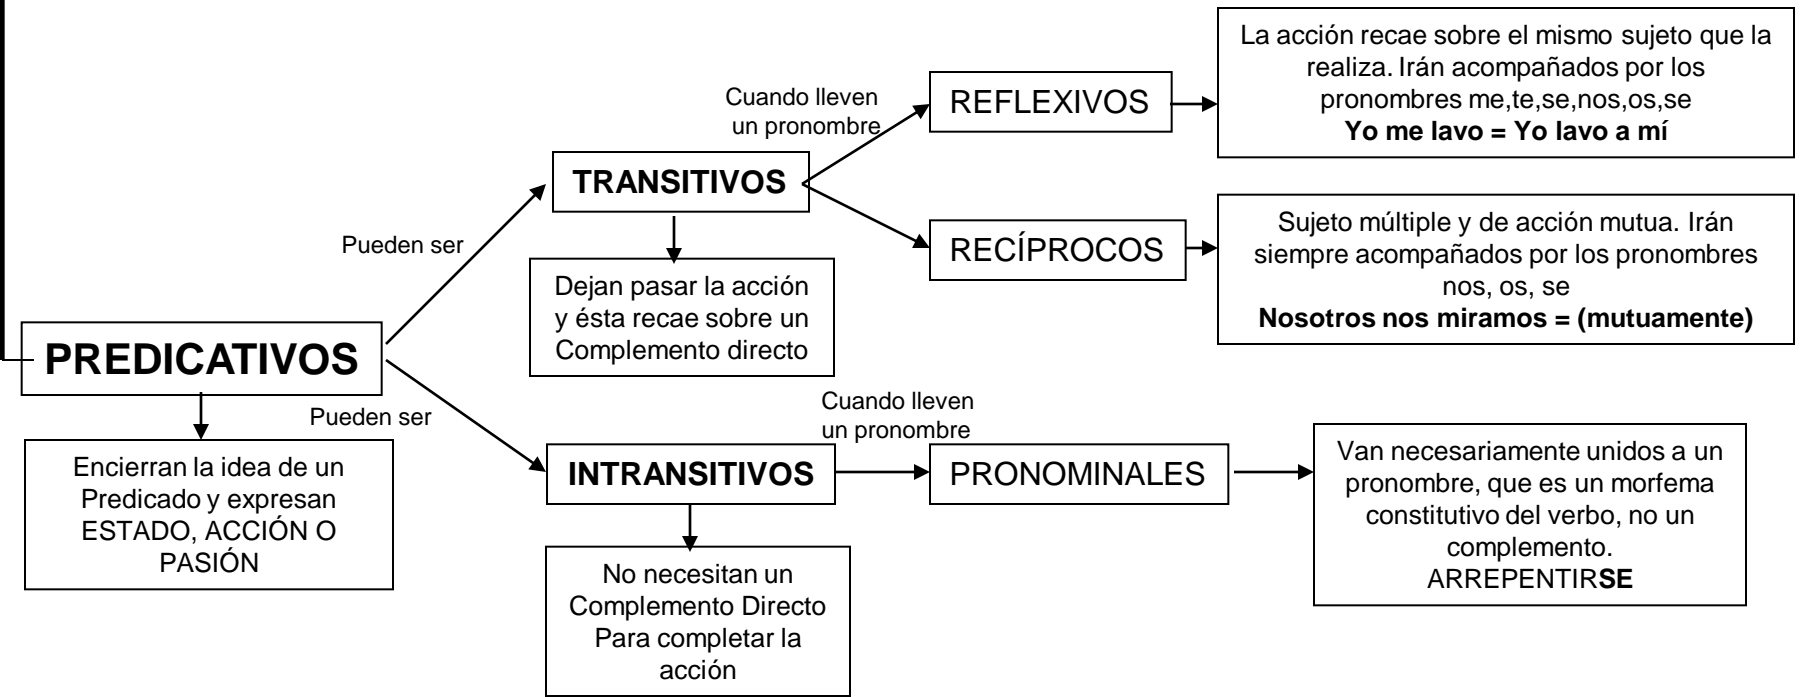 La acción recae sobre el mismo sujeto que la
realiza. Irán acompañados por los
pronombres me,te,se,nos,os,se
Yo me lavo = Yo lavo a mí
Cuando lleven
un pronombre
REFLEXIVOS
TRANSITIVOS
Pueden ser
RECÍPROCOS
Sujeto múltiple y de acción mutua. Irán
siempre acompañados por los pronombres
nos, os, se
Nosotros nos miramos = (mutuamente)
Dejan pasar la acción
y ésta recae sobre un
Complemento directo
PREDICATIVOS
Pueden ser
Encierran la idea de un
Predicado y expresan
ESTADO, ACCIÓN O
PASIÓN
INTRANSITIVOS
Cuando lleven
un pronombre
PRONOMINALES
Van necesariamente unidos a un
pronombre, que es un morfema
constitutivo del verbo, no un
complemento.
ARREPENTIRSE
No necesitan un
Complemento Directo
Para completar la
acción